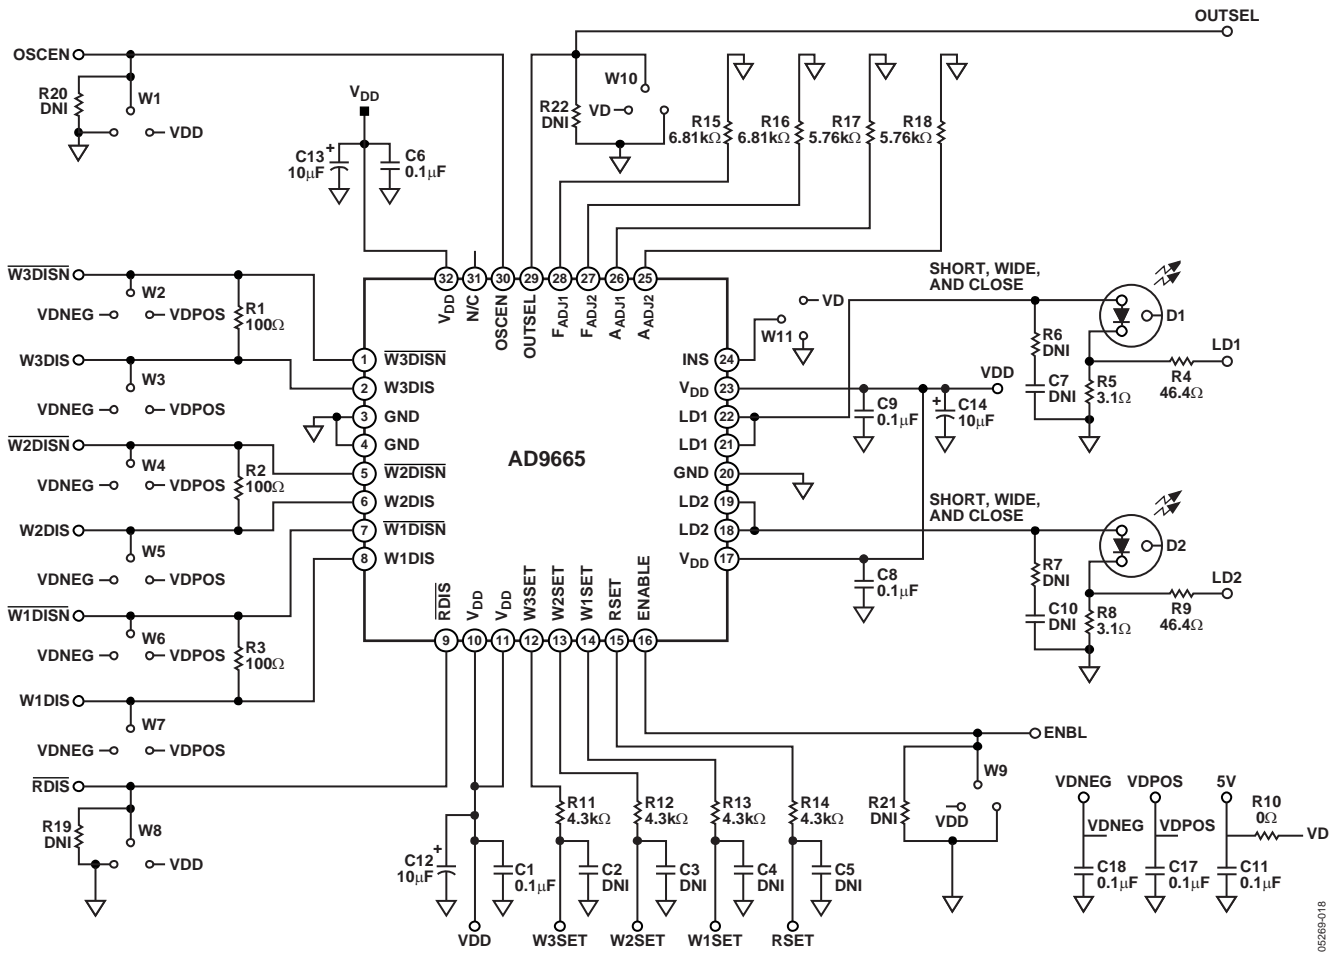 OUTSEL
OSCEN
R20
DNI
W1
VDD
VDD
C13
10µF
+
C6
0.1µF
W10
R22
DNI
VD
R15
6.81kΩ
R16
6.81kΩ
R17
5.76kΩ
R18
5.76kΩ
W3DISN
W2
VDNEG
VDPOS
R1
100Ω
W3DIS
W3
VDNEG
VDPOS
W2DISN
W4
VDNEG
VDPOS
R2
100Ω
W2DIS
W5
VDNEG
VDPOS
W1DISN
W6
VDNEG
VDPOS
R3
100Ω
W1DIS
W7
VDNEG
VDPOS
RDIS
R19
DNI
W8
VDD
32 31 30 29 28 27 26 25
VDD
N/C
OSCEN
OUTSEL
FADJ1
FADJ2
AADJ1
AADJ2
1 W3DISN
2 W3DIS
3 GND
4 GND
5 W2DISN
6 W2DIS
7 W1DISN
8 W1DIS
AD9665
INS 24
VDD 23
LD1 22
LD1 21
GND 20
LD2 19
LD2 18
VDD 17
RDIS
VDD
VDD
W3SET
W2SET
W1SET
RSET
ENABLE
9 10 11 12 13 14 15 16
VD
W11
VDD
C9
0.1µF
+
C14
10µF
C8
0.1µF
SHORT, WIDE,
AND CLOSE
D1
R6
DNI
C7
DNI
R5
3.1Ω
R4
46.4Ω
LD1
SHORT, WIDE,
AND CLOSE
D2
R7
DNI
C10
DNI
R8
3.1Ω
R9
46.4Ω
LD2
ENBL
W9
R21
DNI
VDD
C12
10µF
+
C1
0.1µF
VDD
R11
4.3kΩ
C2
DNI
W3SET
R12
4.3kΩ
C3
DNI
W2SET
R13
4.3kΩ
C4
DNI
W1SET
R14
4.3kΩ
C5
DNI
RSET
VDNEG
VDNEG
C18
0.1µF
VDPOS
VDPOS
C17
0.1µF
5V
R10
0Ω
VD
C11
0.1µF
05269-018